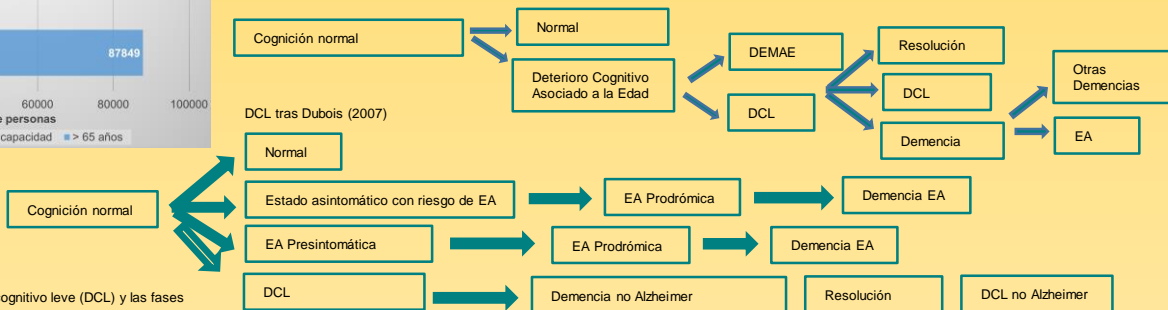 87849
60000 80000 100000
e personas
capacidad > 65 años
Cognición normal
Normal
Deterioro Cognitivo
Asociado a la Edad
DEMAE
DCL
Resolución
DCL
Demencia
Otras
Demencias
EA
DCL tras Dubois (2007)
Cognición normal
Normal
Estado asintomático con riesgo de EA
EA Prodrómica
Demencia EA
EA Presintomática
EA Prodrómica
Demencia EA
DCL
Demencia no Alzheimer
Resolución
DCL no Alzheimer
cognitivo leve (DCL) y las fases